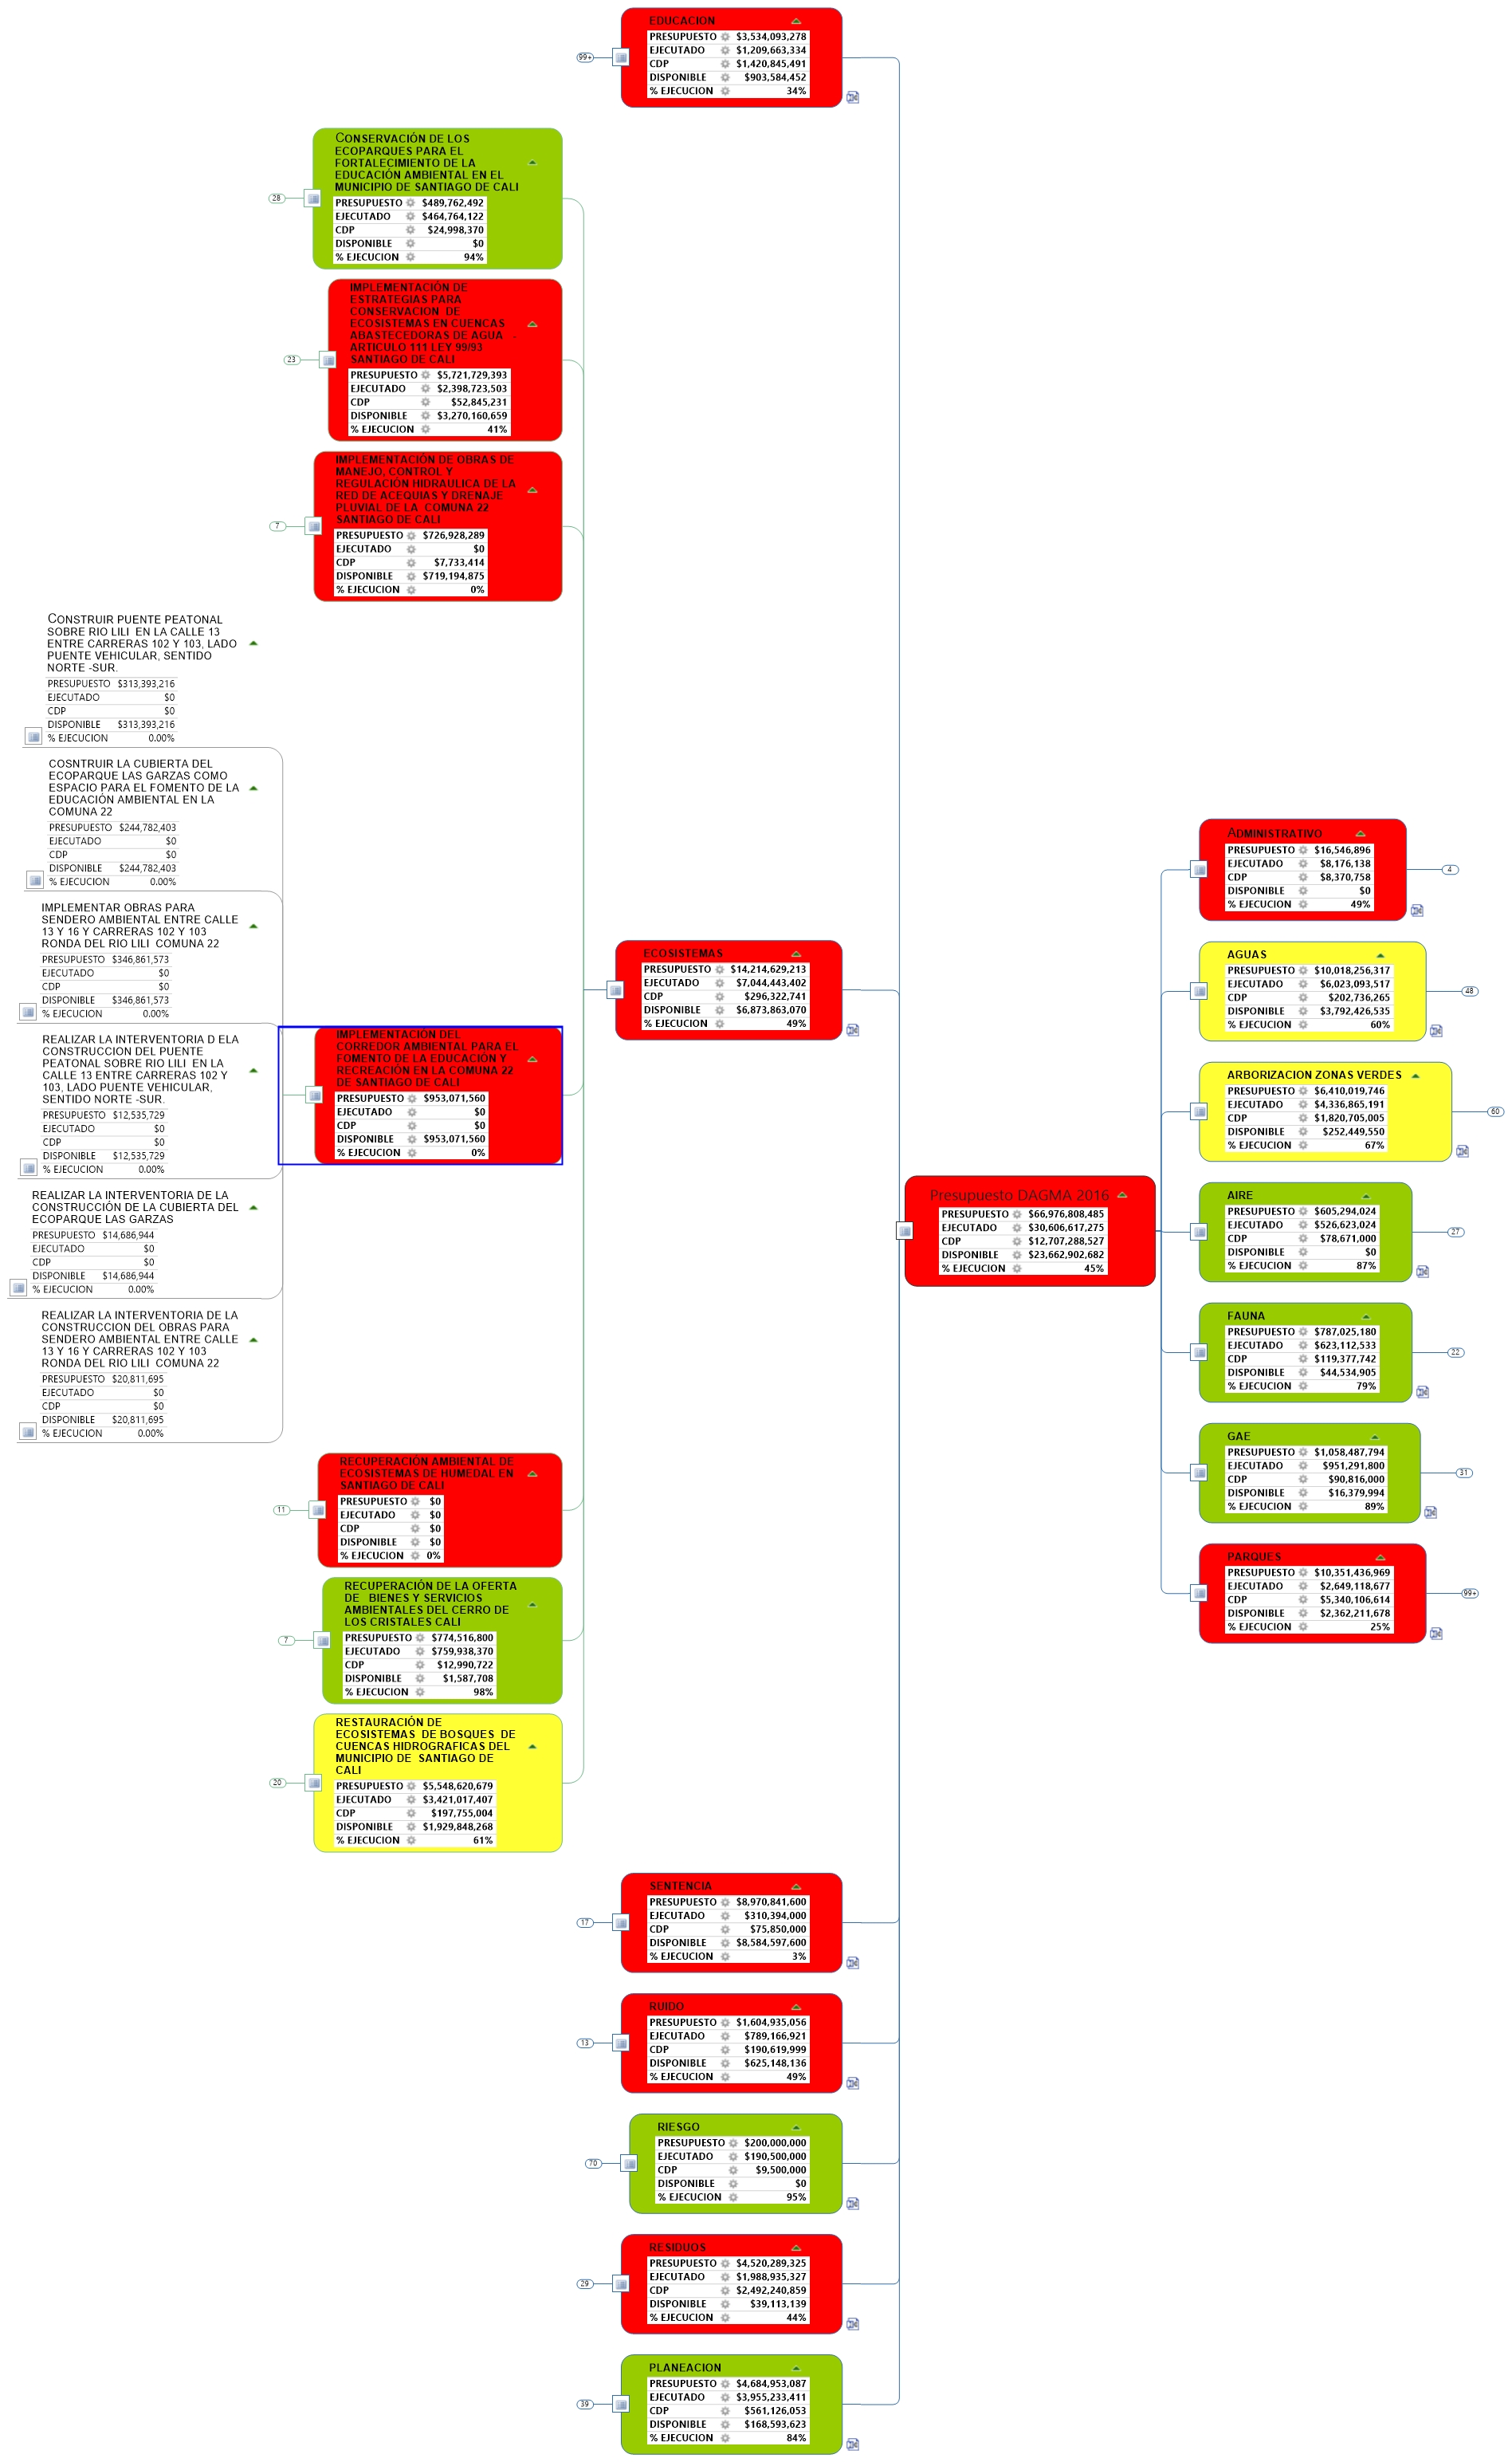 EDUCACION
PRESUPUESTO $3,534,093,278
EJECUTADO $1,209,663,334
CDP $1,420,845,491
DISPONIBLE $903,584,452
% EJECUCION 34%
99+
CONSERVACIÓN DE LOS
ECOPARQUES PARA EL
FORTALECIMIENTO DE LA
EDUCACIÓN AMBIENTAL EN EL
MUNICIPIO DE SANTIAGO DE CALI
PRESUPUESTO $489,762,492
EJECUTADO $464,764,122
CDP $24,998,370
DISPONIBLE $0
% EJECUCION 94%
28
IMPLEMENTACIÓN DE
ESTRATEGIAS PARA
CONSERVACION DE
ECOSISTEMAS EN CUENCAS
ABASTECEDORAS DE AGUA -
ARTICULO 111 LEY 99/93
SANTIAGO DE CALI
PRESUPUESTO $5,721,729,393
EJECUTADO $2,398,723,503
CDP $52,845,231
DISPONIBLE $3,270,160,659
% EJECUCION 41%
23
IMPLEMENTACIÓN DE OBRAS DE
MANEJO, CONTROL Y
REGULACIÓN HIDRAULICA DE LA
RED DE ACEQUIAS Y DRENAJE
PLUVIAL DE LA COMUNA 22
SANTIAGO DE CALI
PRESUPUESTO $726,928,289
EJECUTADO $0
CDP $7,733,414
DISPONIBLE $719,194,875
% EJECUCION 0%
7
CONSTRUIR PUENTE PEATONAL
SOBRE RIO LILI EN LA CALLE 13
ENTRE CARRERAS 102 Y 103, LADO
PUENTE VEHICULAR, SENTIDO
NORTE -SUR.
PRESUPUESTO $313,393,216
EJECUTADO $0
CDP $0
DISPONIBLE $313,393,216
% EJECUCION 0.00%
COSNTRUIR LA CUBIERTA DEL
ECOPARQUE LAS GARZAS COMO
ESPACIO PARA EL FOMENTO DE LA
EDUCACIÓN AMBIENTAL EN LA
COMUNA 22
PRESUPUESTO $244,782,403
EJECUTADO $0
CDP $0
DISPONIBLE $244,782,403
% EJECUCION 0.00%
IMPLEMENTAR OBRAS PARA
SENDERO AMBIENTAL ENTRE CALLE
13 Y 16 Y CARRERAS 102 Y 103
RONDA DEL RIO LILI COMUNA 22
PRESUPUESTO $346,861,573
EJECUTADO $0
CDP $0
DISPONIBLE $346,861,573
% EJECUCION 0.00%
REALIZAR LA INTERVENTORIA D ELA
CONSTRUCCION DEL PUENTE
PEATONAL SOBRE RIO LILI EN LA
CALLE 13 ENTRE CARRERAS 102 Y
103, LADO PUENTE VEHICULAR,
SENTIDO NORTE -SUR.
PRESUPUESTO $12,535,729
EJECUTADO $0
CDP $0
DISPONIBLE $12,535,729
% EJECUCION 0.00%
REALIZAR LA INTERVENTORIA DE LA
CONSTRUCCIÓN DE LA CUBIERTA DEL
ECOPARQUE LAS GARZAS
PRESUPUESTO $14,686,944
EJECUTADO $0
CDP $0
DISPONIBLE $14,686,944
% EJECUCION 0.00%
REALIZAR LA INTERVENTORIA DE LA
CONSTRUCCION DEL OBRAS PARA
SENDERO AMBIENTAL ENTRE CALLE
13 Y 16 Y CARRERAS 102 Y 103
RONDA DEL RIO LILI COMUNA 22
PRESUPUESTO $20,811,695
EJECUTADO $0
CDP $0
DISPONIBLE $20,811,695
% EJECUCION 0.00%
IMPLEMENTACIÓN DEL
CORREDOR AMBIENTAL PARA EL
FOMENTO DE LA EDUCACIÓN Y
RECREACIÓN EN LA COMUNA 22
DE SANTIAGO DE CALI
PRESUPUESTO $953,071,560
EJECUTADO $0
CDP $0
DISPONIBLE $953,071,560
% EJECUCION 0%
RECUPERACIÓN AMBIENTAL DE
ECOSISTEMAS DE HUMEDAL EN
SANTIAGO DE CALI
PRESUPUESTO $0
EJECUTADO $0
CDP $0
DISPONIBLE $0
% EJECUCION 0%
11
RECUPERACIÓN DE LA OFERTA
DE BIENES Y SERVICIOS
AMBIENTALES DEL CERRO DE
LOS CRISTALES CALI
PRESUPUESTO $774,516,800
EJECUTADO $759,938,370
CDP $12,990,722
DISPONIBLE $1,587,708
% EJECUCION 98%
7
RESTAURACIÓN DE
ECOSISTEMAS DE BOSQUES DE
CUENCAS HIDROGRAFICAS DEL
MUNICIPIO DE SANTIAGO DE
CALI
PRESUPUESTO $5,548,620,679
EJECUTADO $3,421,017,407
CDP $197,755,004
DISPONIBLE $1,929,848,268
% EJECUCION 61%
20
ECOSISTEMAS
PRESUPUESTO $14,214,629,213
EJECUTADO $7,044,443,402
CDP $296,322,741
DISPONIBLE $6,873,863,070
% EJECUCION 49%
SENTENCIA
PRESUPUESTO $8,970,841,600
EJECUTADO $310,394,000
CDP $75,850,000
DISPONIBLE $8,584,597,600
% EJECUCION 3%
17
RUIDO
PRESUPUESTO $1,604,935,056
EJECUTADO $789,166,921
CDP $190,619,999
DISPONIBLE $625,148,136
% EJECUCION 49%
13
RIESGO
PRESUPUESTO $200,000,000
EJECUTADO $190,500,000
CDP $9,500,000
DISPONIBLE $0
% EJECUCION 95%
70
RESIDUOS
PRESUPUESTO $4,520,289,325
EJECUTADO $1,988,935,327
CDP $2,492,240,859
DISPONIBLE $39,113,139
% EJECUCION 44%
29
PLANEACION
PRESUPUESTO $4,684,953,087
EJECUTADO $3,955,233,411
CDP $561,126,053
DISPONIBLE $168,593,623
% EJECUCION 84%
39
Presupuesto DAGMA 2016
PRESUPUESTO $66,976,808,485
EJECUTADO $30,606,617,275
CDP $12,707,288,527
DISPONIBLE $23,662,902,682
% EJECUCION 45%
ADMINISTRATIVO
PRESUPUESTO $16,546,896
EJECUTADO $8,176,138
CDP $8,370,758
DISPONIBLE $0
% EJECUCION 49%
4
AGUAS
PRESUPUESTO $10,018,256,317
EJECUTADO $6,023,093,517
CDP $202,736,265
DISPONIBLE $3,792,426,535
% EJECUCION 60%
48
ARBORIZACION ZONAS VERDES
PRESUPUESTO $6,410,019,746
EJECUTADO $4,336,865,191
CDP $1,820,705,005
DISPONIBLE $252,449,550
% EJECUCION 67%
60
AIRE
PRESUPUESTO $605,294,024
EJECUTADO $526,623,024
CDP $78,671,000
DISPONIBLE $0
% EJECUCION 87%
27
FAUNA
PRESUPUESTO $787,025,180
EJECUTADO $623,112,533
CDP $119,377,742
DISPONIBLE $44,534,905
% EJECUCION 79%
22
GAE
PRESUPUESTO $1,058,487,794
EJECUTADO $951,291,800
CDP $90,816,000
DISPONIBLE $16,379,994
% EJECUCION 89%
31
PARQUES
PRESUPUESTO $10,351,436,969
EJECUTADO $2,649,118,677
CDP $5,340,106,614
DISPONIBLE $2,362,211,678
% EJECUCION 25%
99+